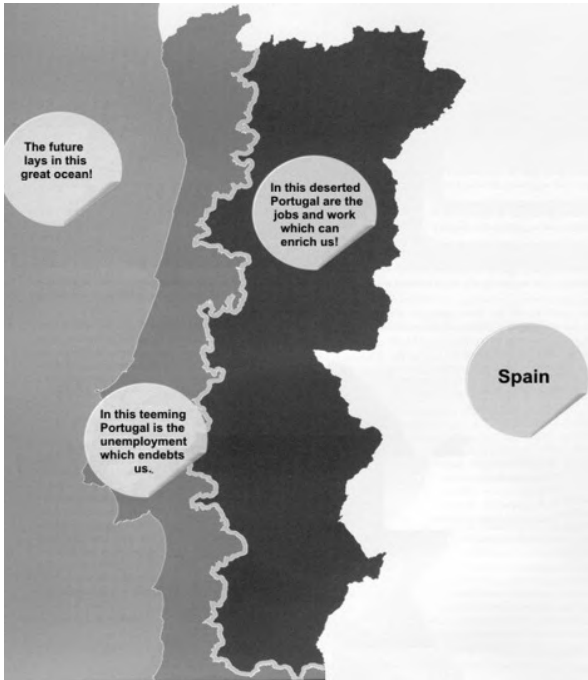 The future
lays in this
great ocean!
In this deserted
Portugal are the
jobs and work
which can
enrich us!
Spain
In this teeming
Portugal is the
unemployment
which endebts
us.